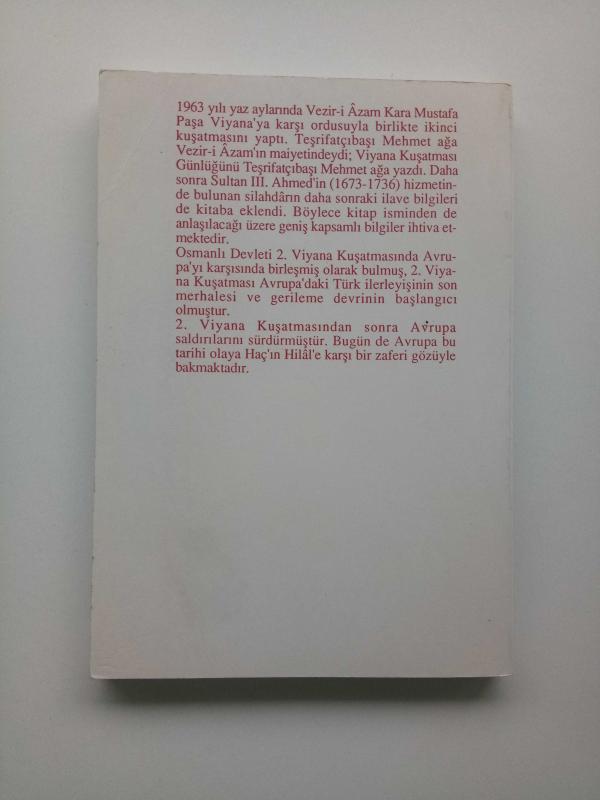 1963 yılı yaz aylarında Vezir-i Âzam Kara Mustafa
Paşa Viyana'ya karşı ordusuyla birlikte ikinci
kuşatmasını yaptı. Teşrifatçıbaşı Mehmet ağa
Vezir-i Âzam'ın maiyetindeydi; Viyana Kuşatması
Günlüğünü Teşrifatçıbaşı Mehmet ağa yazdı. Daha
sonra Sultan III. Ahmed'in (1673-1736) hizmetin-
de bulunan silahdârın daha sonraki ilave bilgileri
de kitaba eklendi. Böylece kitap isminden de
anlaşılacağı üzere geniş kapsamlı bilgiler ihtiva et-
mektedir.
Osmanlı Devleti 2. Viyana Kuşatmasında Avru-
pa'yı karşısında birleşmiş olarak bulmuş, 2. Viya-
na Kuşatması Avrupa'daki Türk ilerleyişinin son
merhalesi ve gerileme devrinin başlangıcı
olmuştur.
2. Viyana Kuşatmasından sonra Avrupa
saldırılarını sürdürmüştür. Bugün de Avrupa bu
tarihi olaya Haç'ın Hilâl'e karşı bir zaferi gözüyle
bakmaktadır.